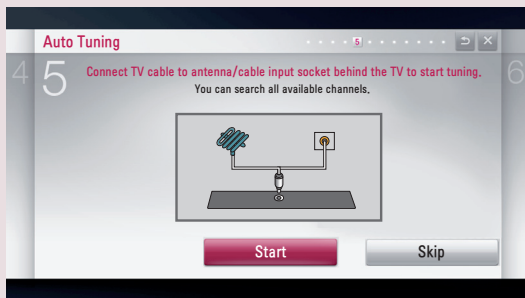 Auto Tuning
5
4
5
6
Connect TV cable to antenna/cable input socket behind the TV to start tuning.
You can search all available channels.
Start
Skip